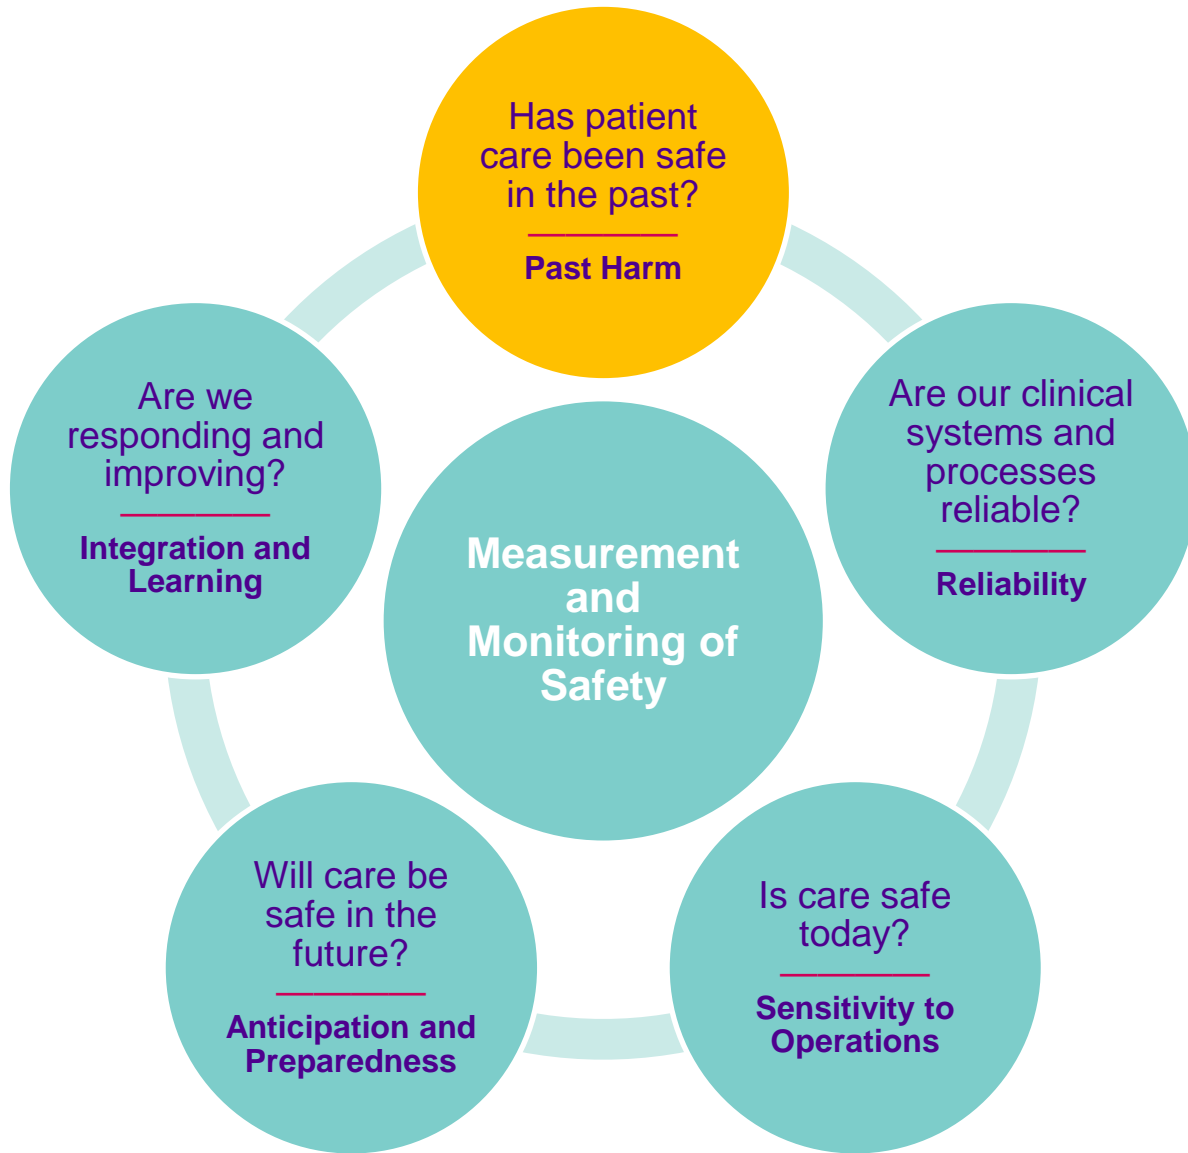 Has patient
care been safe
in the past?
Past Harm
Are our clinical
systems and
processes
reliable?
Reliability
Is care safe
today?
Sensitivity to
Operations
Will care be
safe in the
future?
Anticipation and
Preparedness
Are we
responding and
improving?
Integration and
Learning
Measurement
and
Monitoring of
Safety